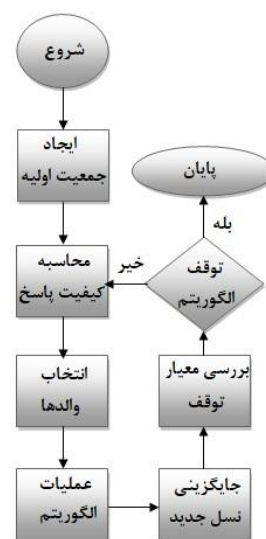 شروع
ایجاد
جمعیت اولیه
محاسبه
کیفیت پاسخ
انتخاب
والدها
عملیات
الگوریتم
جایگزینی
نسل جدید
بررسی معیار
توقف
توقف
الگوریتم
خیر
بله
پایان